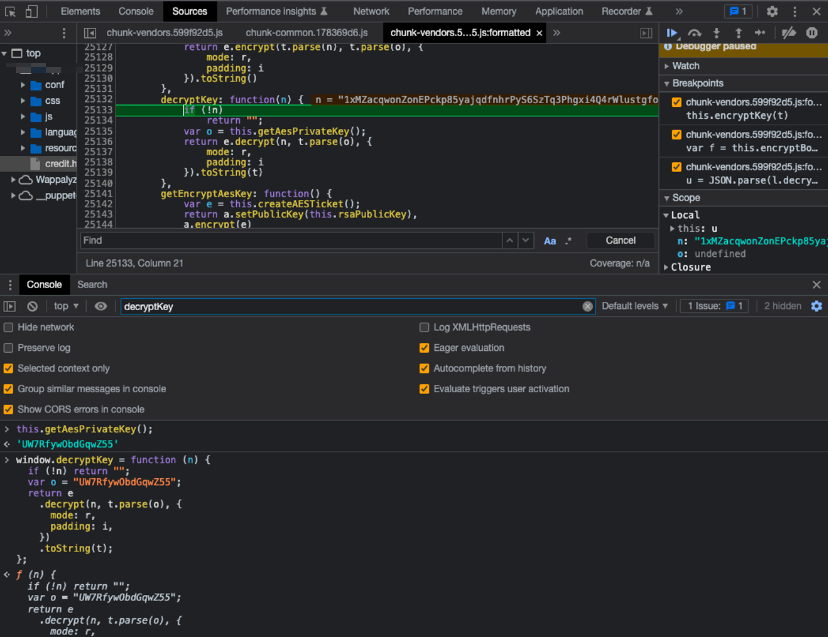 Elements Console Sources Performance insights Network Performance Memory Application Recorder » 1
» chunk-vendors.599f92d5.js chunk-common.178369d6.js chunk-vendors.5…5.js:formatted × »
top
conf
css
js
languag
resourc
credit.h
Wappalyz
__puppet
25127 return e.encrypt(t.parse(n), t.parse(o), {
25128 mode: r,
25129 padding: i
25130 }).toString()
25131 },
25132 decryptKey: function(n) { n = "1xMZacqwonZonEPckp85yajqdfnhrPyS6SzTq3Phgxi4Q4rWlustgfo
25133 if (!n)
25134 return "";
25135 var o = this.getAesPrivateKey();
25136 return e.decrypt(n, t.parse(o), {
25137 mode: r,
25138 padding: i
25139 }).toString(t)
25140 },
25141 getEncryptAesKey: function() {
25142 var e = this.createAESTicket();
25143 return a.setPublicKey(this.rsaPublicKey),
25144 a.encrypt(e)
Find Aa .* Cancel
Line 25133, Column 21 Coverage: n/a
Debugger paused
Watch
Breakpoints
chunk-vendors.599f92d5.js:fo...
this.encryptKey(t)
chunk-vendors.599f92d5.js:fo...
var f = this.encryptBo…
chunk-vendors.599f92d5.js:fo...
u = JSON.parse(l.decry…
Scope
Local
this: u
n: "1xMZacqwonZonEPckp85yaj
o: undefined
Closure
Console Search
top decryptKey Default levels 1 Issue: 1 2 hidden
Hide network Log XMLHttpRequests
Preserve log Eager evaluation
Selected context only Autocomplete from history
Group similar messages in console Evaluate triggers user activation
Show CORS errors in console
> this.getAesPrivateKey();
'UW7RfywObdGqwZ55'
> window.decryptKey = function (n) {
if (!n) return "";
var o = "UW7RfywObdGqwZ55";
return e
.decrypt(n, t.parse(o), {
mode: r,
padding: i,
})
.toString(t);
};
ƒ (n) {
if (!n) return "";
var o = "UW7RfywObdGqwZ55";
return e
.decrypt(n, t.parse(o), {
mode: r,